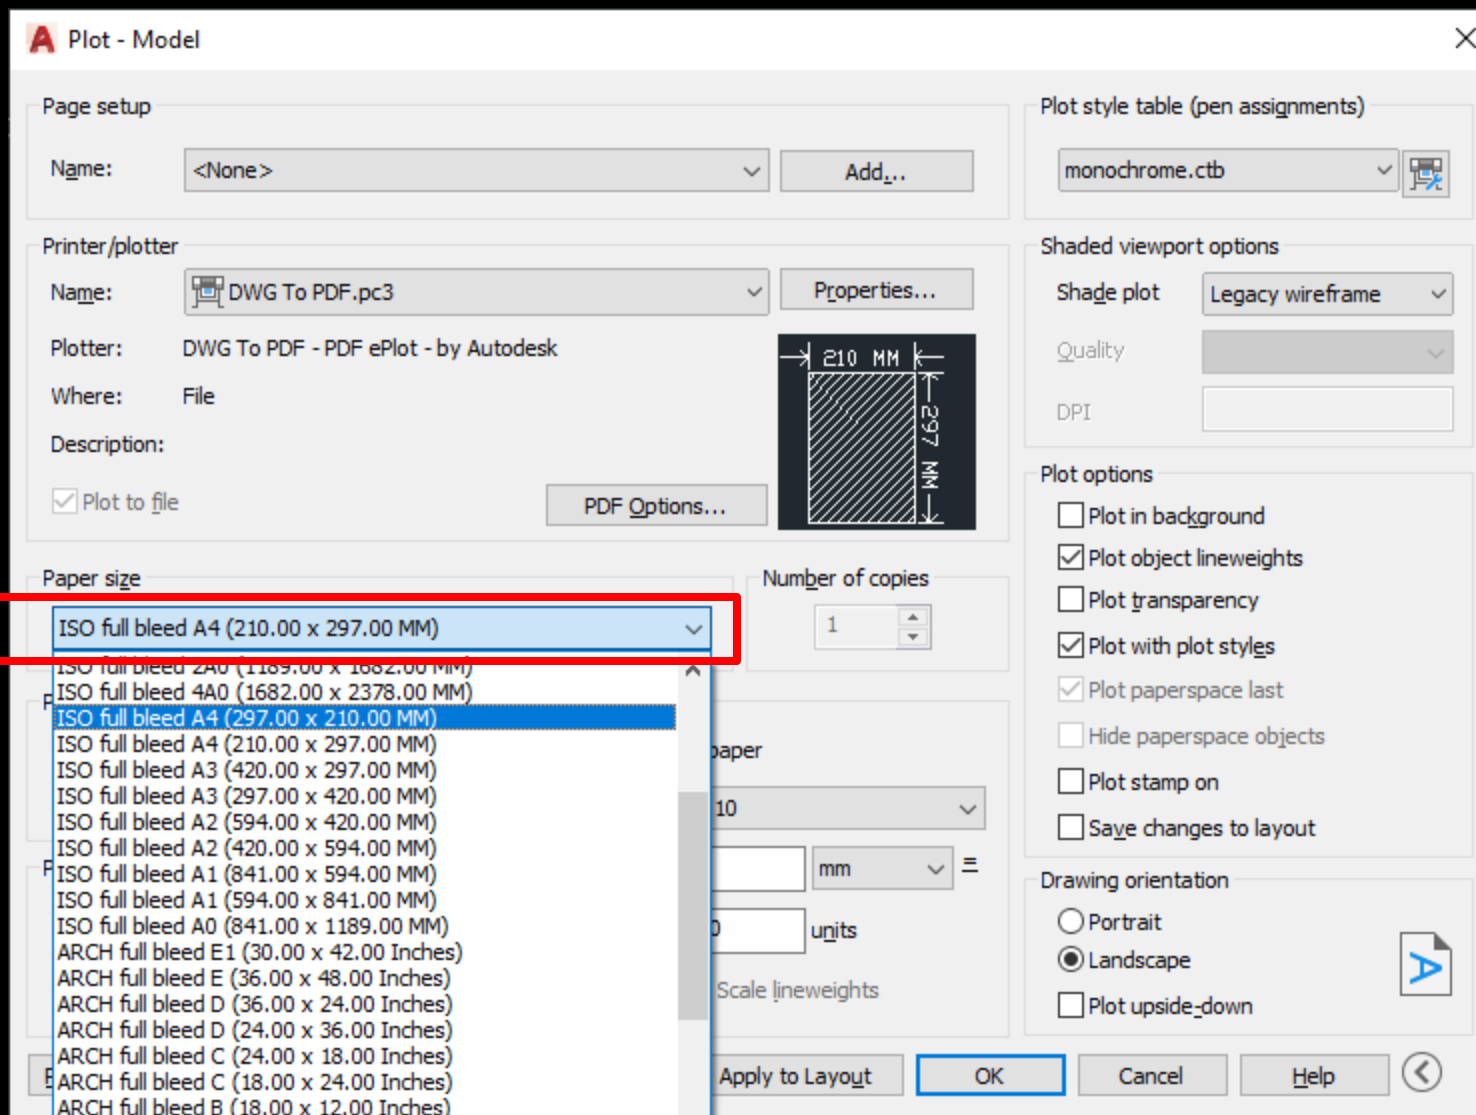 Plot - Model
Page setup
Name:
<None>
Add...
Plot style table (pen assignments)
monochrome.ctb
Printer/plotter
Name:
DWG To PDF.pc3
Properties...
Plotter:
DWG To PDF - PDF ePlot - by Autodesk
Where:
File
Description:
Plot to file
PDF Options...
210 MM
297 MM
Shaded viewport options
Shade plot
Legacy wireframe
Quality
DPI
Paper size
ISO full bleed A4 (210.00 x 297.00 MM)
ISO full bleed 2A0 (1189.00 x 1682.00 MM)
ISO full bleed 4A0 (1682.00 x 2378.00 MM)
ISO full bleed A4 (297.00 x 210.00 MM)
ISO full bleed A4 (210.00 x 297.00 MM)
ISO full bleed A3 (420.00 x 297.00 MM)
ISO full bleed A3 (297.00 x 420.00 MM)
ISO full bleed A2 (594.00 x 420.00 MM)
ISO full bleed A2 (420.00 x 594.00 MM)
ISO full bleed A1 (841.00 x 594.00 MM)
ISO full bleed A1 (594.00 x 841.00 MM)
ISO full bleed A0 (841.00 x 1189.00 MM)
ARCH full bleed E1 (30.00 x 42.00 Inches)
ARCH full bleed E (36.00 x 48.00 Inches)
ARCH full bleed D (36.00 x 24.00 Inches)
ARCH full bleed D (24.00 x 36.00 Inches)
ARCH full bleed C (24.00 x 18.00 Inches)
ARCH full bleed C (18.00 x 24.00 Inches)
ARCH full bleed B (18.00 x 12.00 Inches)
Number of copies
1
paper
10
mm
=
units
Scale lineweights
Plot options
Plot in background
Plot object lineweights
Plot transparency
Plot with plot styles
Plot paperspace last
Hide paperspace objects
Plot stamp on
Save changes to layout
Drawing orientation
Portrait
Landscape
Plot upside-down
A
Apply to Layout
OK
Cancel
Help